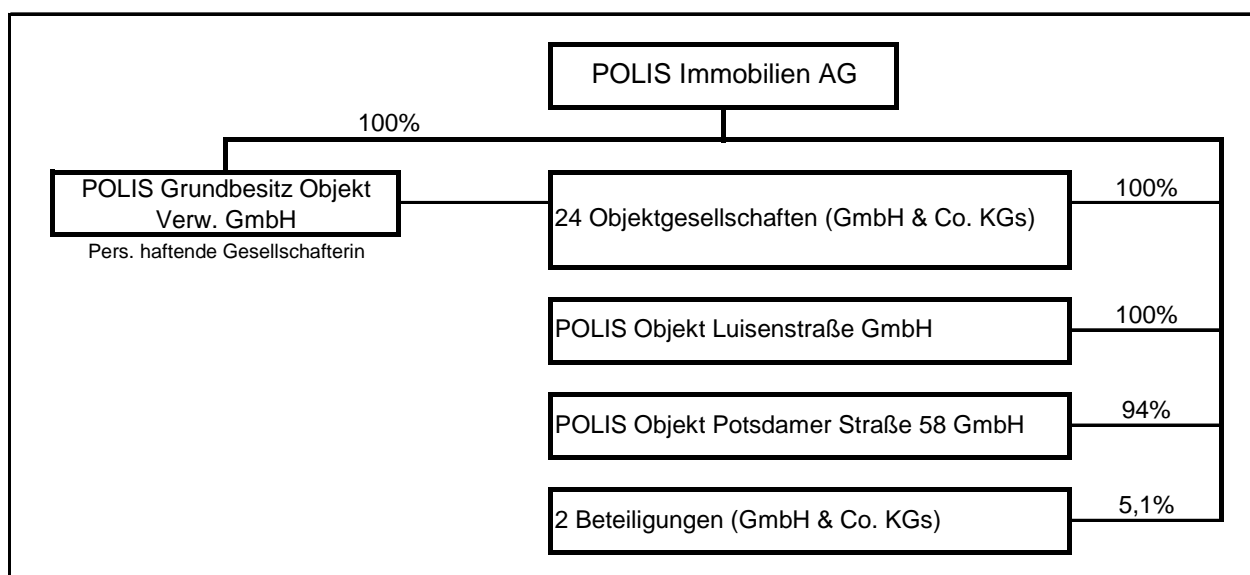 POLIS Immobilien AG
100%
POLIS Grundbesitz Objekt
Verw. GmbH
Pers. haftende Gesellschafterin
24 Objektgesellschaften (GmbH & Co. KGs)
100%
POLIS Objekt Luisenstraße GmbH
100%
POLIS Objekt Potsdamer Straße 58 GmbH
94%
2 Beteiligungen (GmbH & Co. KGs)
5,1%